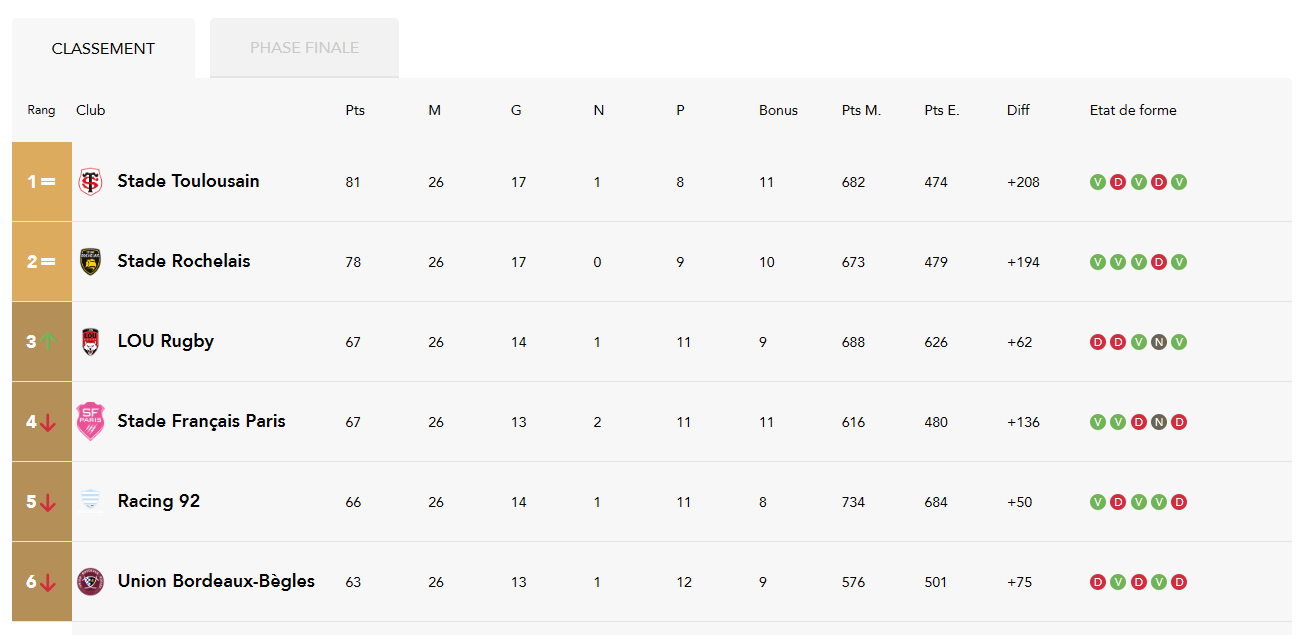 CLASSEMENT PHASE FINALE
Rang Club Pts M G N P Bonus Pts M. Pts E. Diff Etat de forme
1 Stade Toulousain 81 26 17 1 8 11 682 474 +208 V D V D V
2 Stade Rochelais 78 26 17 0 9 10 673 479 +194 V V V D V
3 LOU LOU Rugby 67 26 14 1 11 9 688 626 +62 D D V N V
4 SF PARIS Stade Français Paris 67 26 13 2 11 11 616 480 +136 V V D N D
5 Racing 92 66 26 14 1 11 8 734 684 +50 V D V V D
6 Union Bordeaux-Bègles 63 26 13 1 12 9 576 501 +75 D V D V D